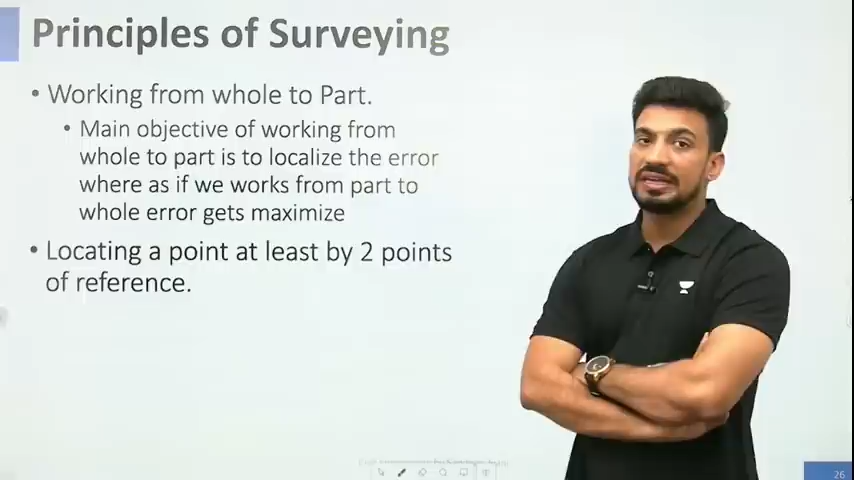 Principles of Surveying
• Working from whole to Part.
• Main objective of working from
whole to part is to localize the error
where as if we works from part to
whole error gets maximize
• Locating a point at least by 2 points
of reference.
26